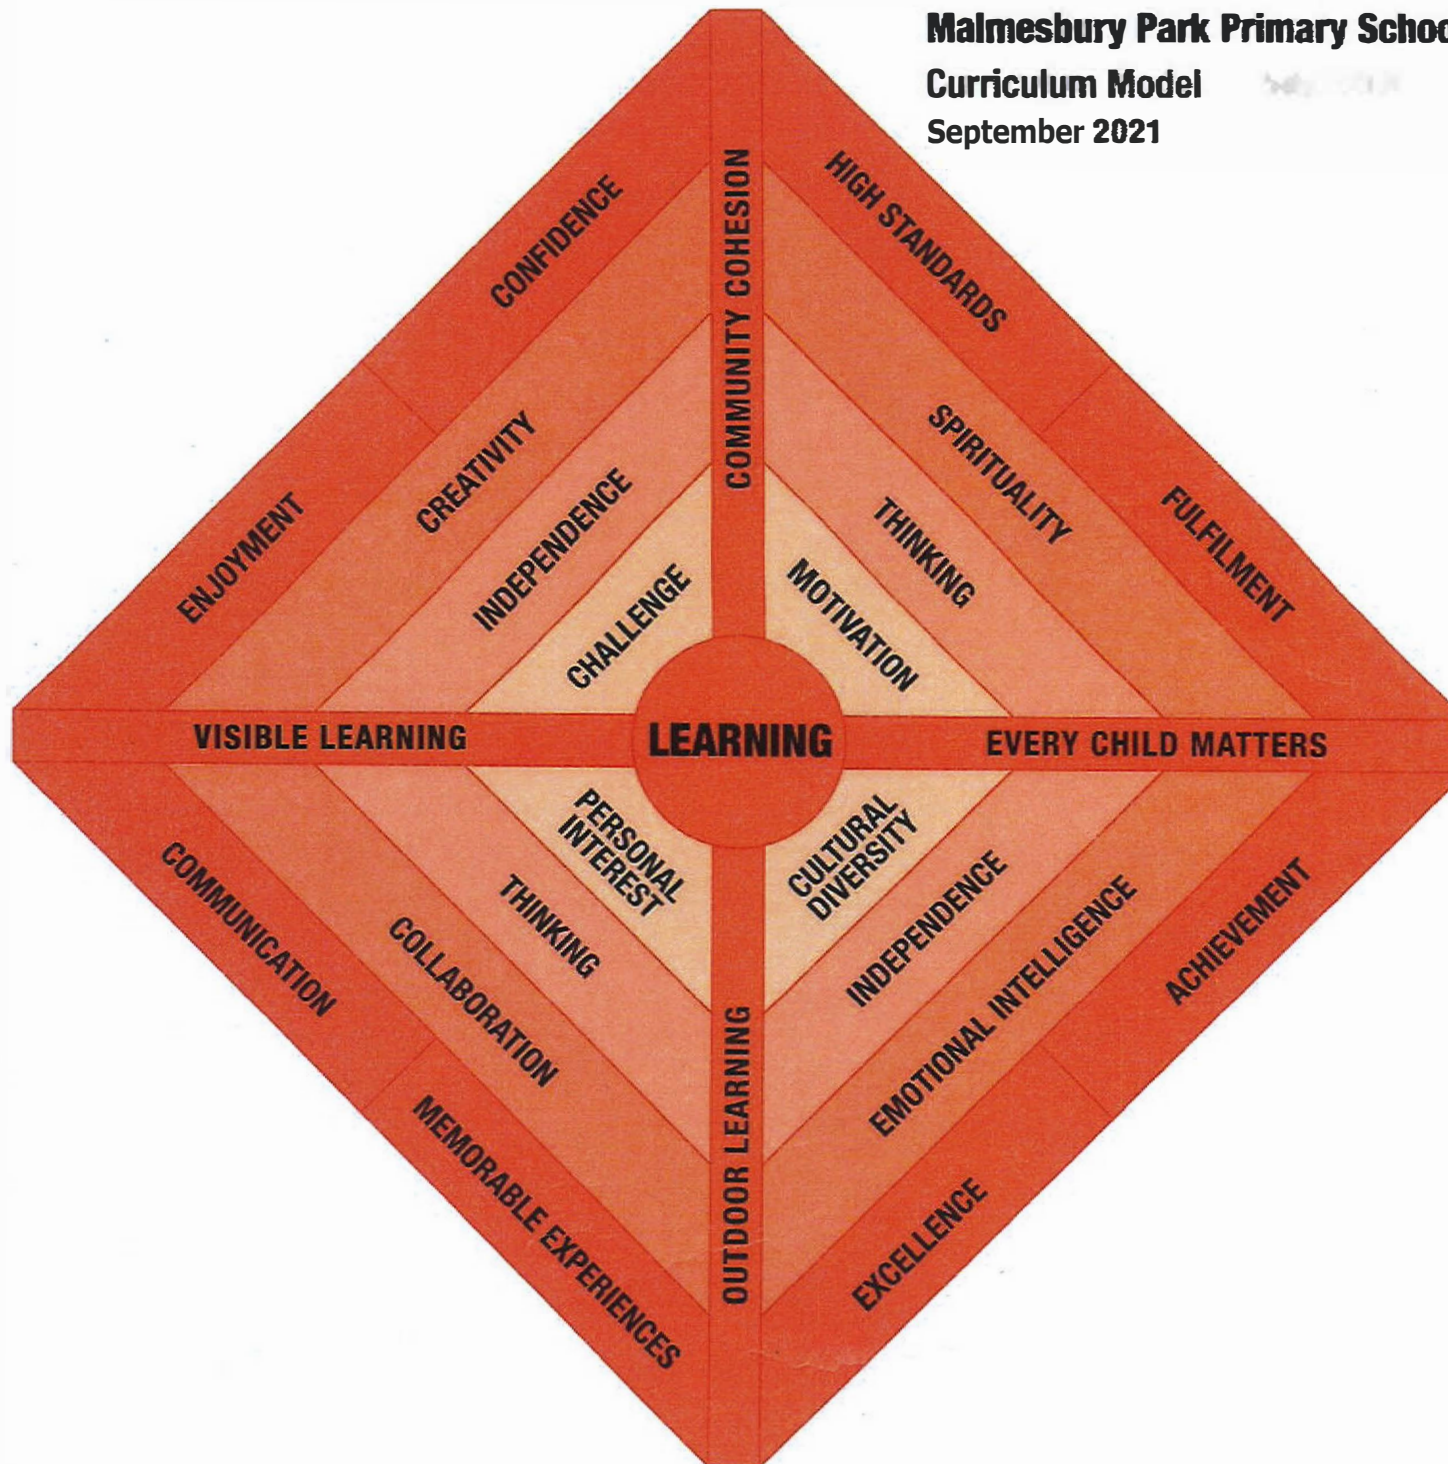 Malmesbury Park Primary Schoo
Curriculum Model
September 2021
CONFIDENCE
ENJOYMENT
CREATIVITY
INDEPENDENCE
CHALLENGE
COMMUNITY COHESION
HIGH STANDARDS
FULFILMENT
SPIRITUALITY
THINKING
MOTIVATION
VISIBLE LEARNING
LEARNING
EVERY CHILD MATTERS
PERSONAL
INTEREST
THINKING
COLLABORATION
COMMUNICATION
MEMORABLE EXPERIENCES
OUTDOOR LEARNING
CULTURAL
DIVERSITY
INDEPENDENCE
EMOTIONAL INTELLIGENCE
ACHIEVEMENT
EXCELLENCE